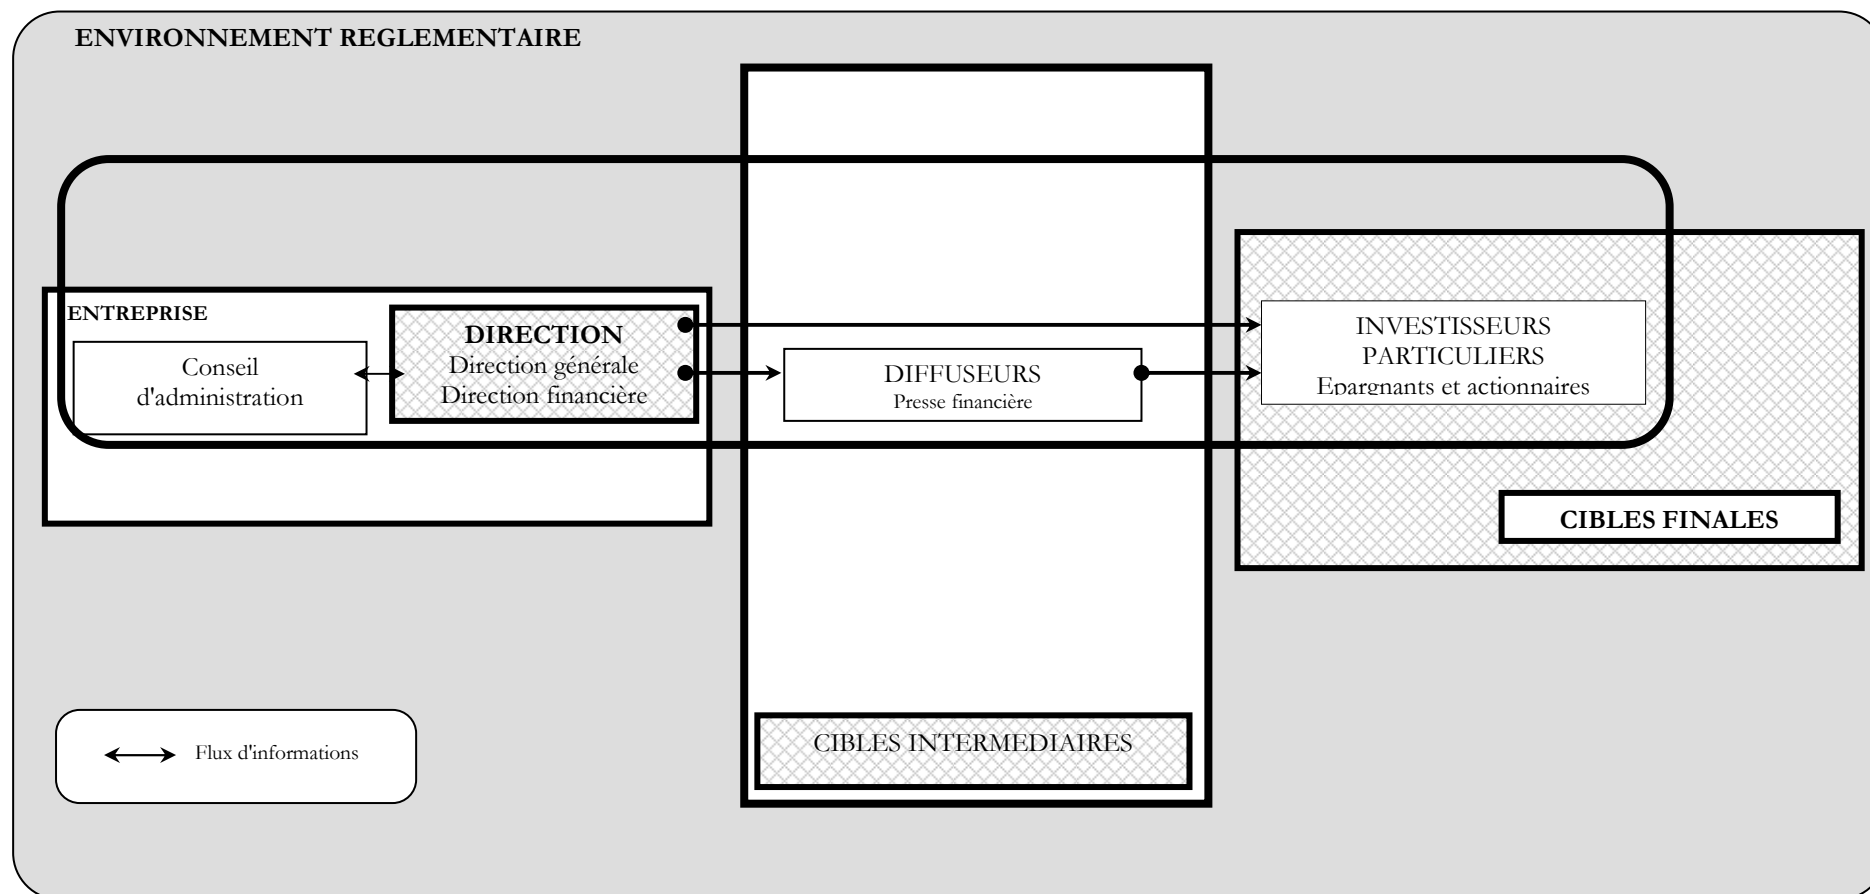 ENVIRONNEMENT REGLEMENTAIRE
ENTREPRISE
Conseil
d'administration
DIRECTION
Direction générale
Direction financière
DIFFUSEURS
Presse financière
INVESTISSEURS
PARTICULIERS
Epargnants et actionnaires
CIBLES FINALES
CIBLES INTERMEDIAIRES
Flux d'informations